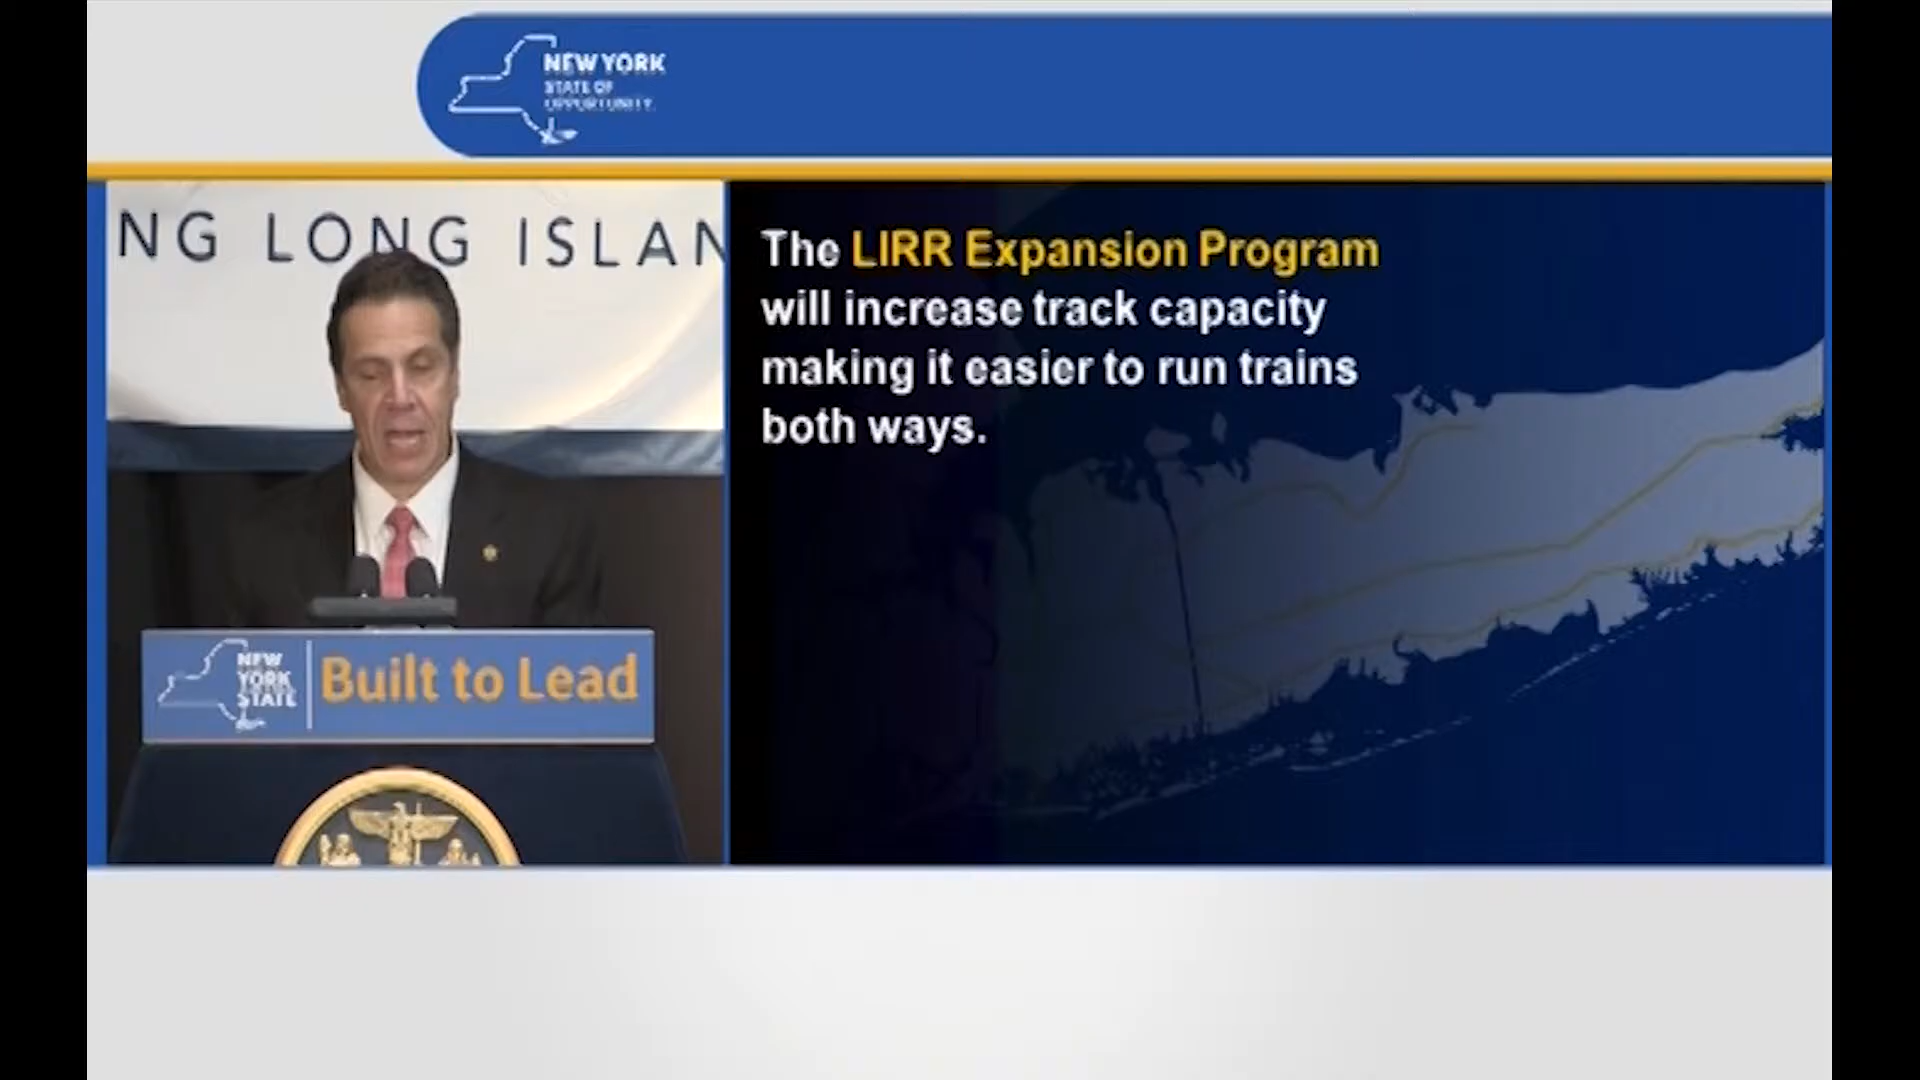 NEW YORK
STATE OF
OPPORTUNITY
NG LONG ISLAN
The LIRR Expansion Program
will increase track capacity
making it easier to run trains
both ways.
NEW
YORK
STATE
Built to Lead